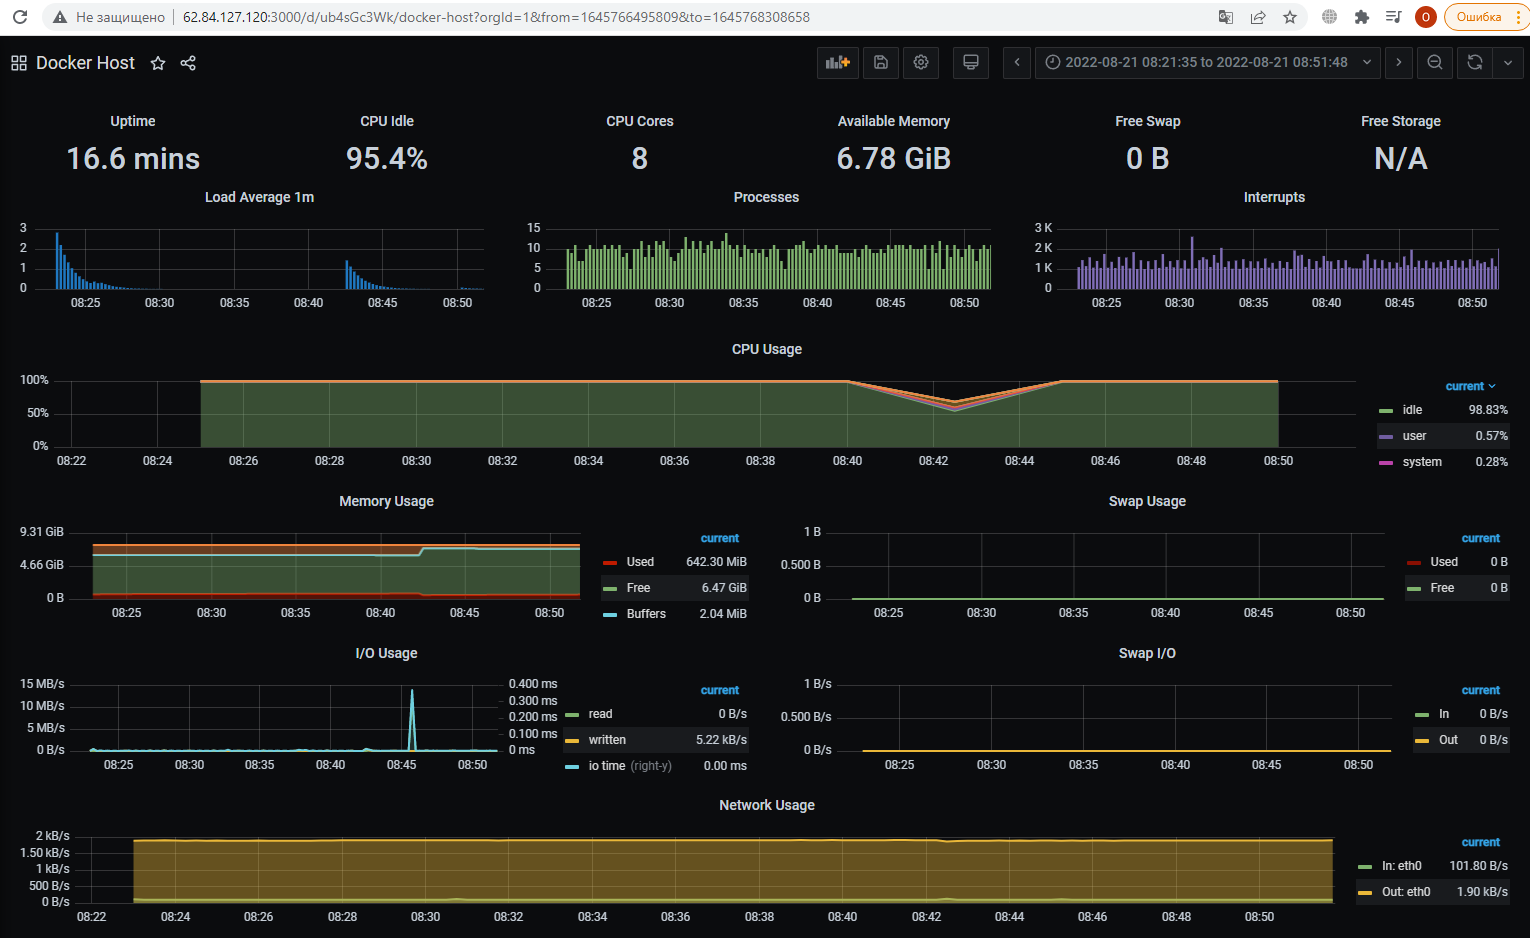 Не защищено 62.84.127.120:3000/d/ub4sGc3Wk/docker-host?orgId=1&from=1645766495809&to=1645768308658 O Ошибка
Docker Host 2022-08-21 08:21:35 to 2022-08-21 08:51:48
Uptime CPU Idle CPU Cores Available Memory Free Swap Free Storage
16.6 mins 95.4% 8 6.78 GiB 0 B N/A
Load Average 1m
3
2
1
0
08:25 08:30 08:35 08:40 08:45 08:50
Processes
15
10
5
0
08:25 08:30 08:35 08:40 08:45 08:50
Interrupts
3 K
2 K
1 K
0
08:25 08:30 08:35 08:40 08:45 08:50
CPU Usage
100%
50%
0%
08:22 08:24 08:26 08:28 08:30 08:32 08:34 08:36 08:38 08:40 08:42 08:44 08:46 08:48 08:50
current
idle 98.83%
user 0.57%
system 0.28%
Memory Usage
9.31 GiB
4.66 GiB
0 B
08:25 08:30 08:35 08:40 08:45 08:50
current
Used 642.30 MiB
Free 6.47 GiB
Buffers 2.04 MiB
Swap Usage
1 B
0.500 B
0 B
08:25 08:30 08:35 08:40 08:45 08:50
current
Used 0 B
Free 0 B
I/O Usage
15 MB/s
10 MB/s
5 MB/s
0 B/s
0.400 ms
0.300 ms
0.200 ms
0.100 ms
0 ms
08:25 08:30 08:35 08:40 08:45 08:50
current
read 0 B/s
written 5.22 kB/s
io time (right-y) 0.00 ms
Swap I/O
1 B/s
0.500 B/s
0 B/s
08:25 08:30 08:35 08:40 08:45 08:50
current
In 0 B/s
Out 0 B/s
Network Usage
2 kB/s
1.50 kB/s
1 kB/s
500 B/s
0 B/s
08:22 08:24 08:26 08:28 08:30 08:32 08:34 08:36 08:38 08:40 08:42 08:44 08:46 08:48 08:50
current
In: eth0 101.80 B/s
Out: eth0 1.90 kB/s